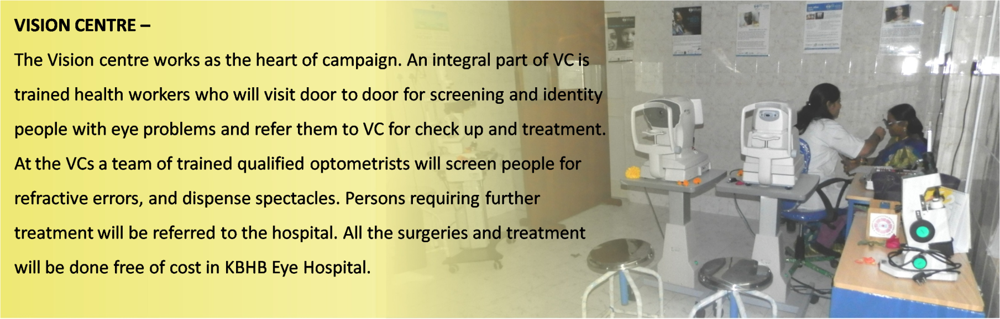 VISION CENTRE –
The Vision centre works as the heart of campaign. An integral part of VC is
trained health workers who will visit door to door for screening and identity
people with eye problems and refer them to VC for check up and treatment.
At the VCs a team of trained qualified optometrists will screen people for
refractive errors, and dispense spectacles. Persons requiring further
treatment will be referred to the hospital. All the surgeries and treatment
will be done free of cost in KBHB Eye Hospital.